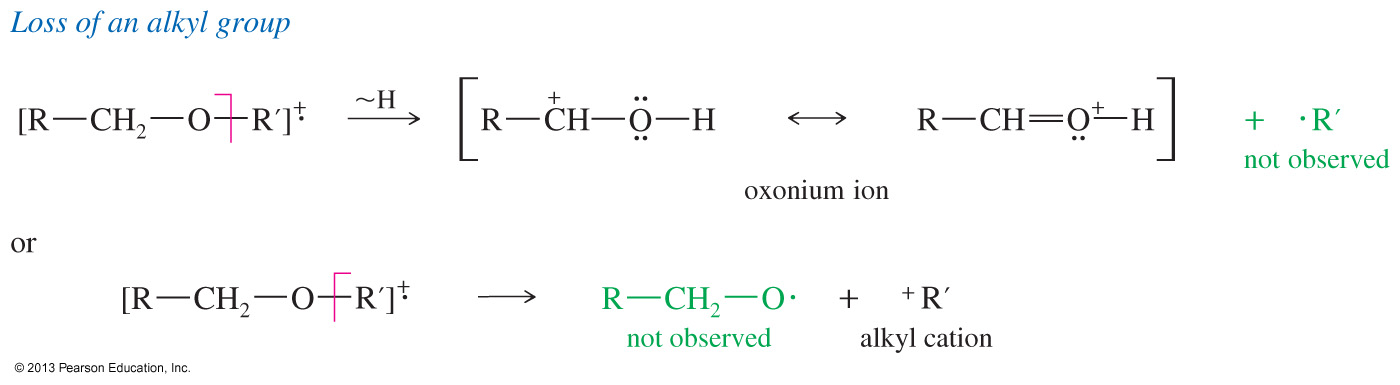 Loss of an alkyl group
[R—CH₂—O—R′]⁺• ~H → [R—C⁺H—Ö—H ↔ R—CH=O⁺—H] + ·R′
not observed
oxonium ion
or
[R—CH₂—O—R′]⁺• → R—CH₂—O· + ⁺R′
not observed alkyl cation
© 2013 Pearson Education, Inc.